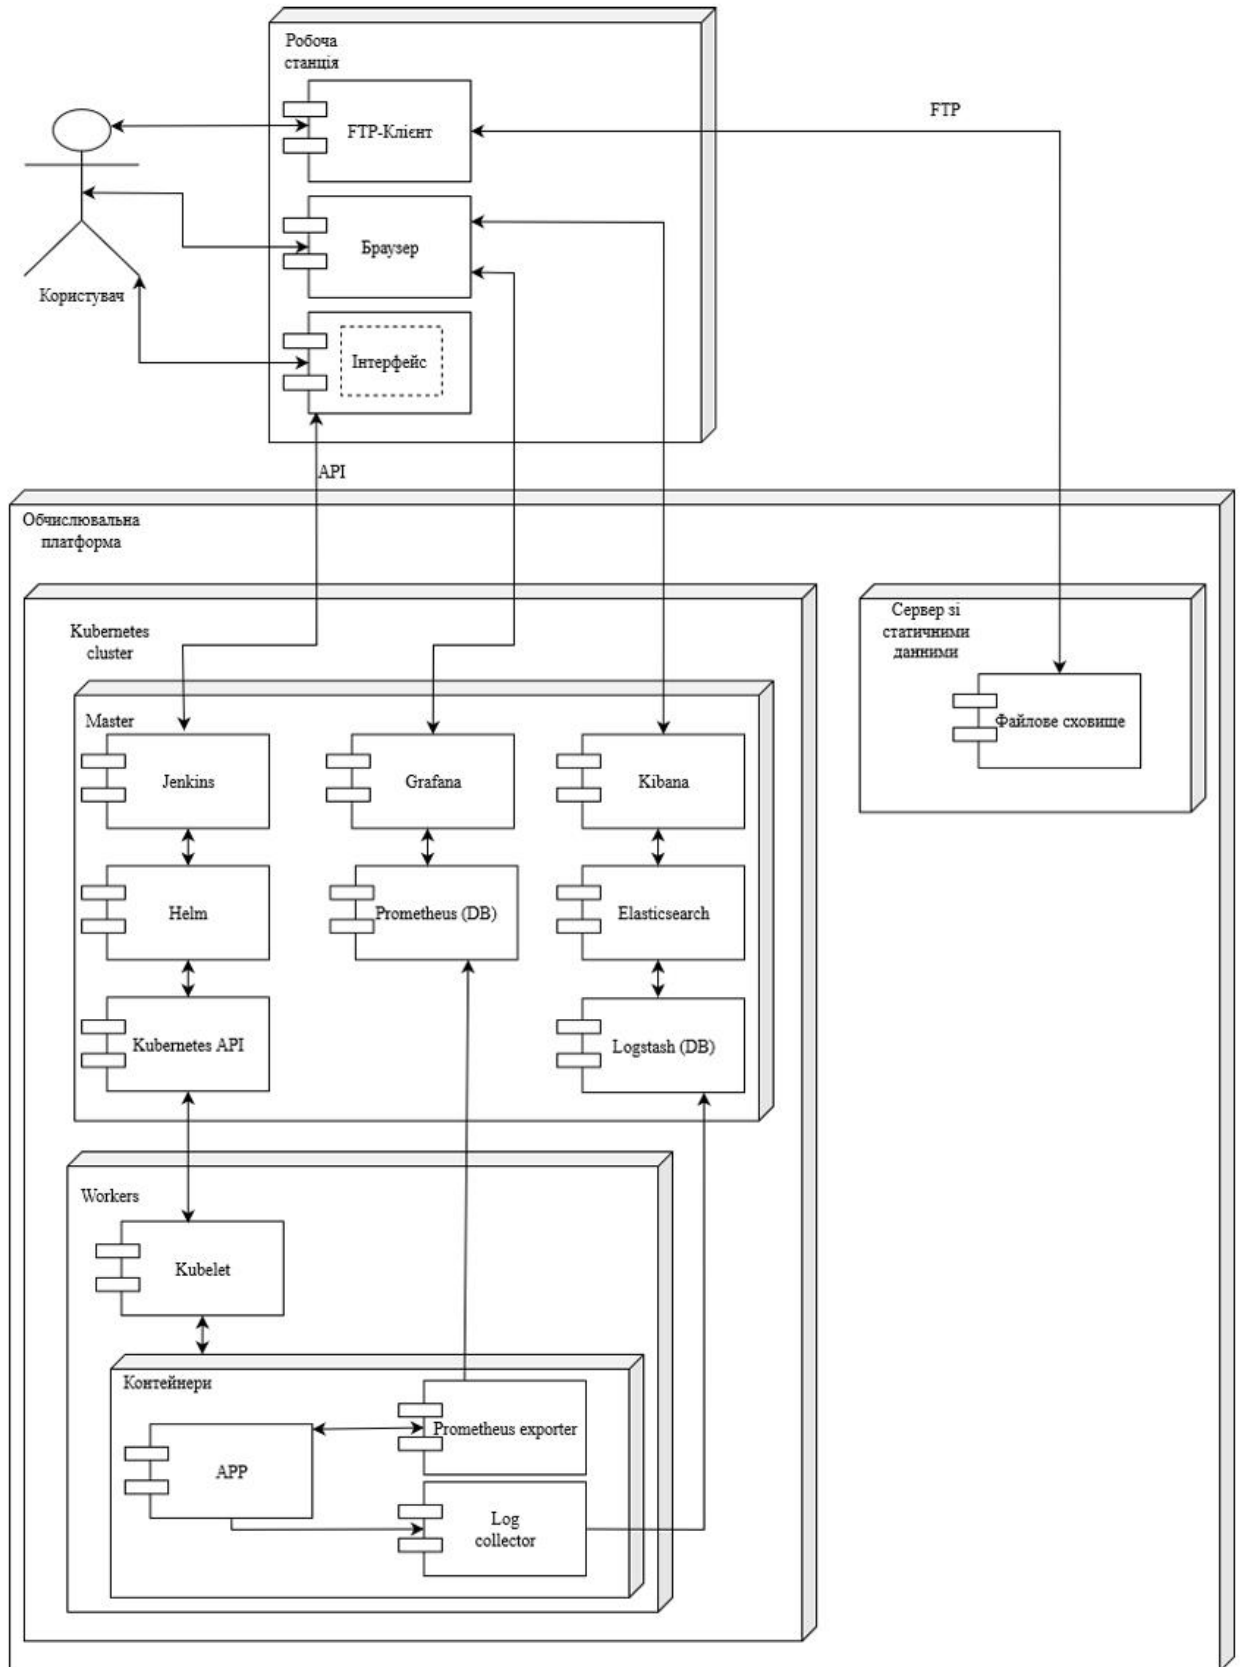 Робоча
станція
FTP-Клієнт
FTP
Браузер
Користувач
Інтерфейс
API
Обчислювальна
платформа
Kubernetes
cluster
Сервер зі
статичними
данними
Master
Файлове сховище
Jenkins
Grafana
Kibana
Helm
Prometheus (DB)
Elasticsearch
Kubernetes API
Logstash (DB)
Workers
Kubelet
Контейнери
Prometheus exporter
APP
Log
collector